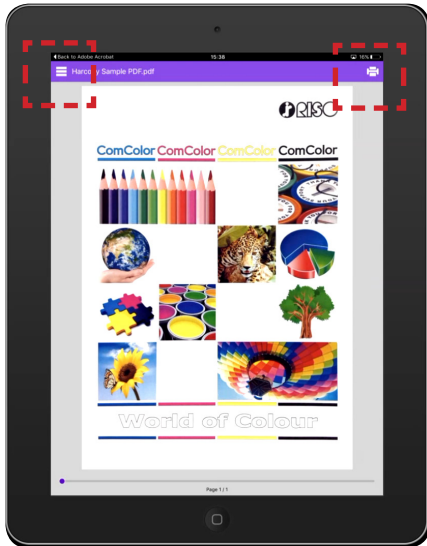 Back to Adobe Acrobat 15:38 16%
Harcopy Sample PDF.pdf
RISO
ComColor ComColor ComColor ComColor
World of Colour
Page 1 / 1